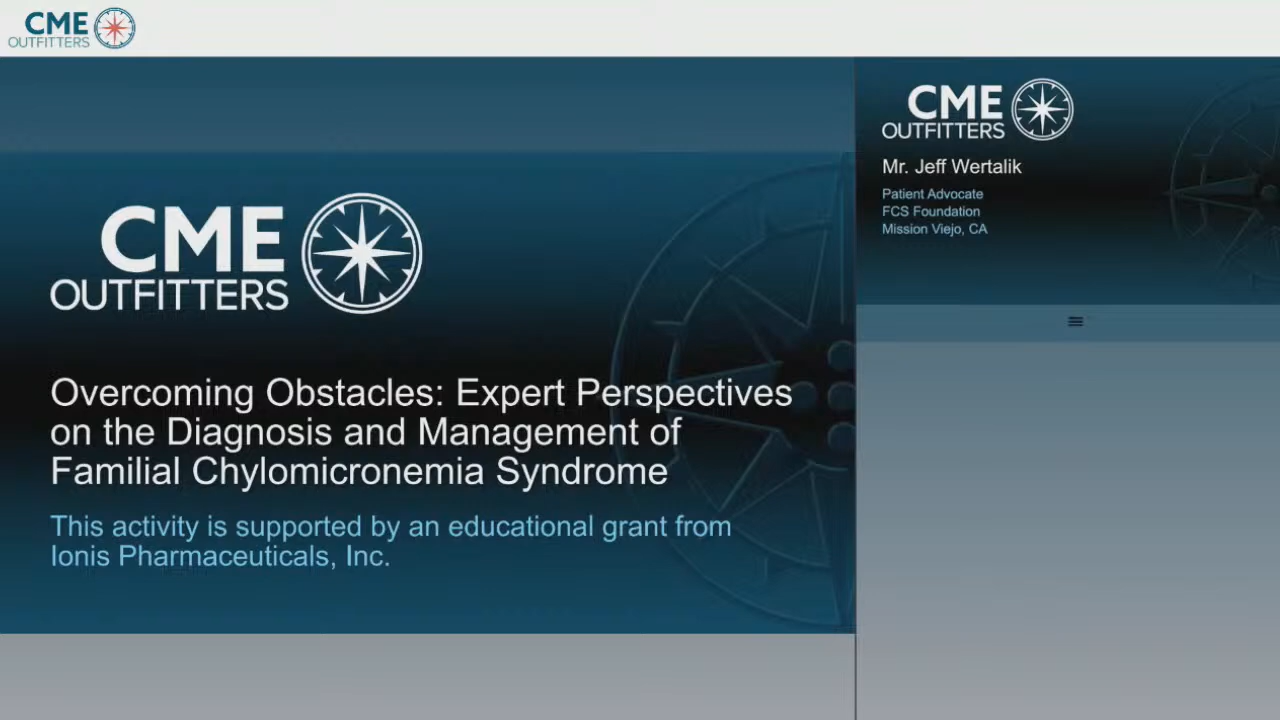 CME
OUTFITTERS
CME
OUTFITTERS
Overcoming Obstacles: Expert Perspectives
on the Diagnosis and Management of
Familial Chylomicronemia Syndrome
This activity is supported by an educational grant from
Ionis Pharmaceuticals, Inc.
CME
OUTFITTERS
Mr. Jeff Wertalik
Patient Advocate
FCS Foundation
Mission Viejo, CA